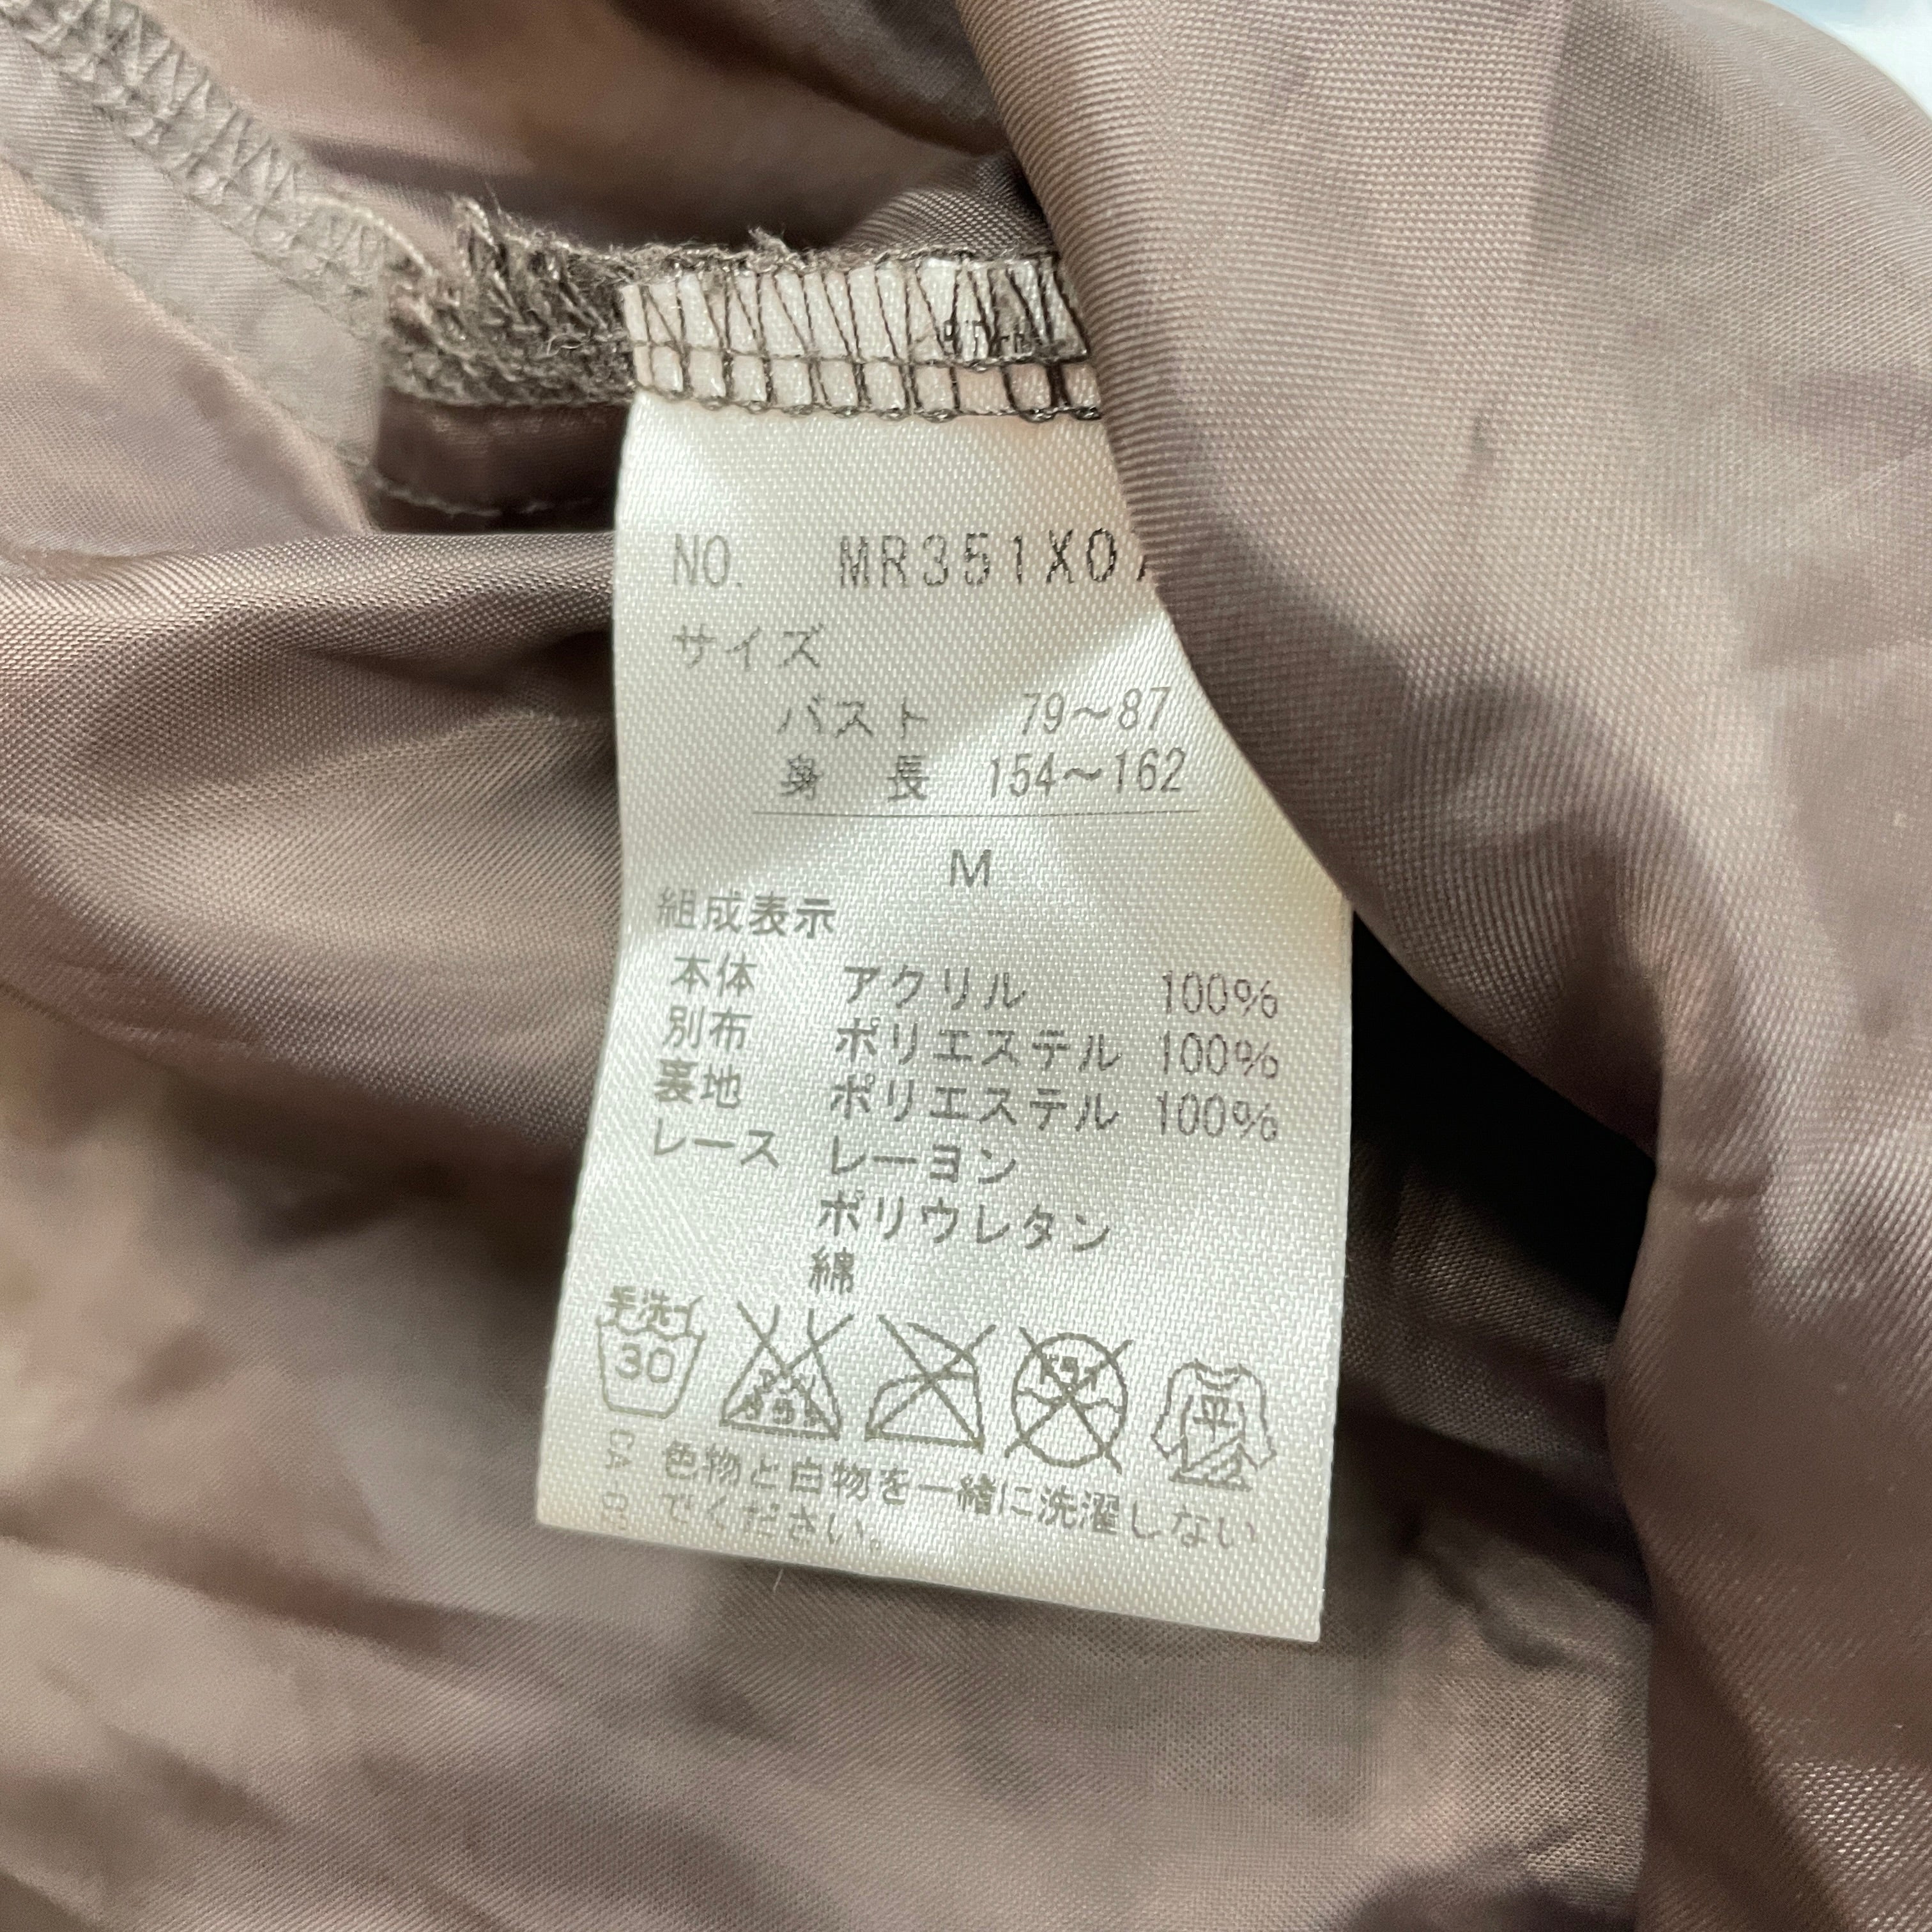 NO. MR351X0
サイズ
バスト 79～87
身 長 154～162
M
組成表示
本体 アクリル 100%
別布 ポリエステル 100%
裏地 ポリエステル 100%
レース レーヨン
ポリウレタン
綿
手洗イ
30
平
色物と白物を一緒に洗濯しない
でください。